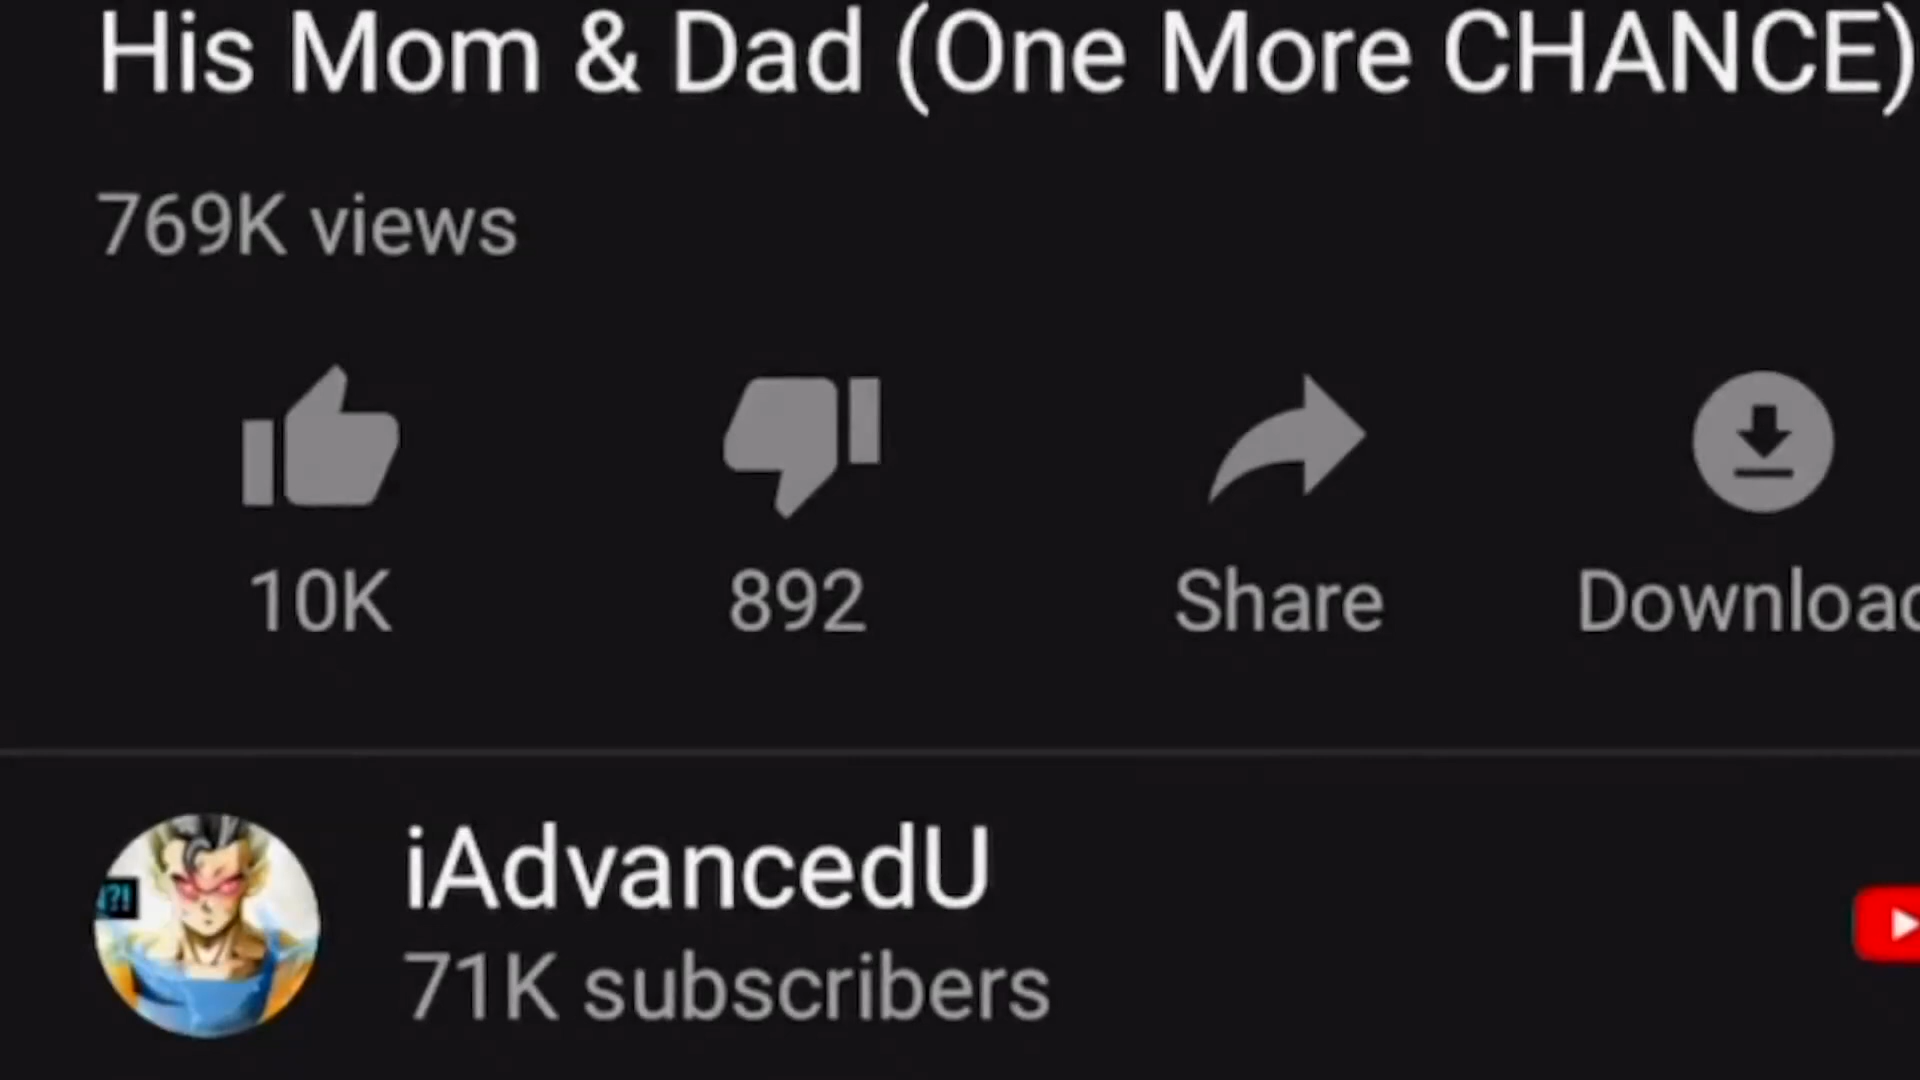 His Mom & Dad (One More CHANCE)
769K views
10K
892
Share
Download
iAdvancedU
71K subscribers
?!